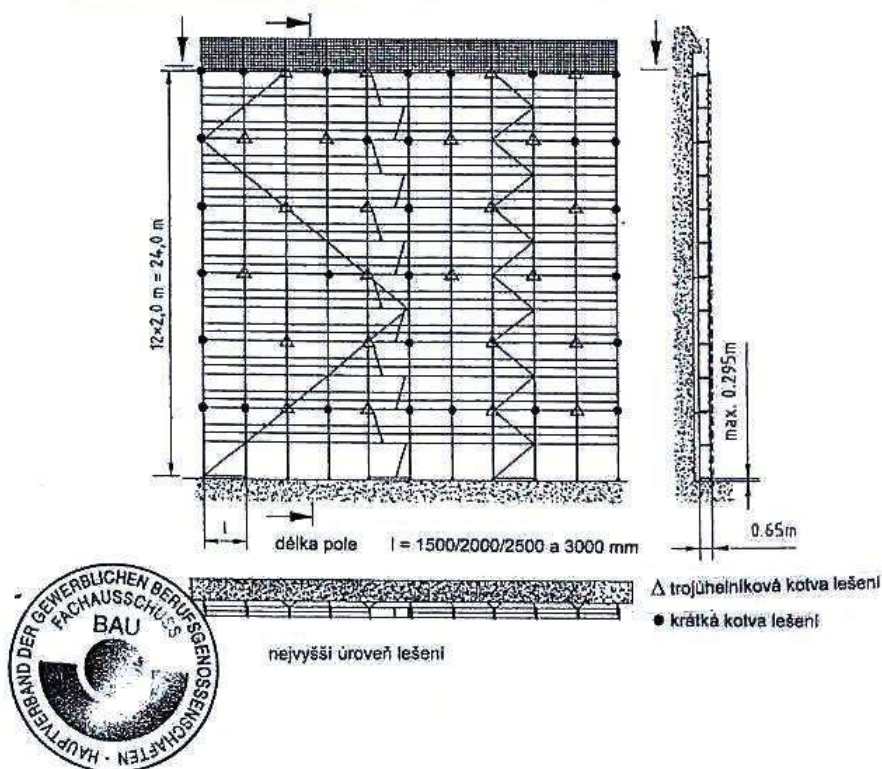 12×2,0 m = 24,0 m
max. 0.295m
0.65m
l
délka pole l = 1500/2000/2500 a 3000 mm
△ trojúhelníková kotva lešení
● krátká kotva lešení
nejvyšší úroveň lešení
HAUPTVERBAND DER GEWERBLICHEN BERUFSGENOSSENSCHAFTEN ·
FACHAUSSCHUSS
BAU